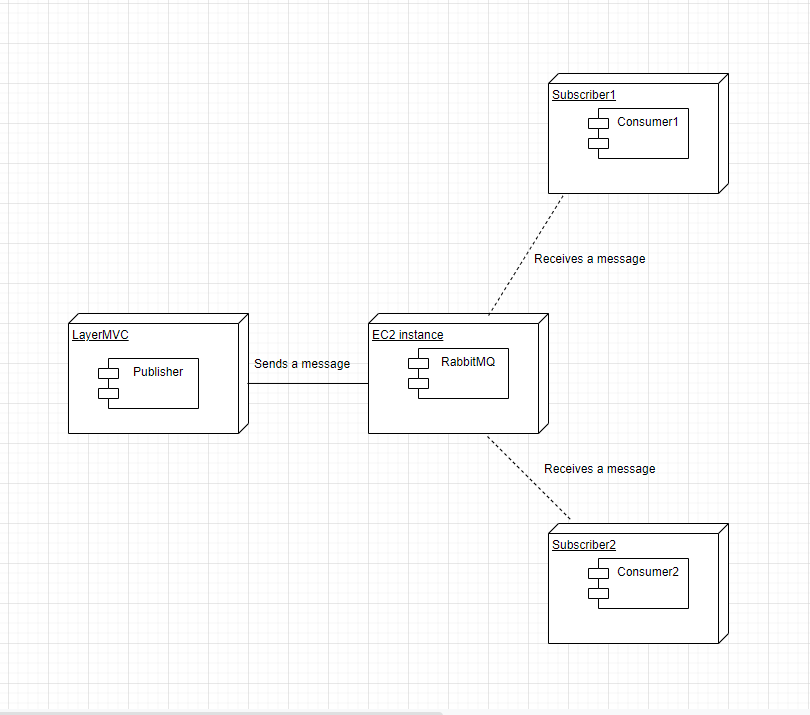 Subscriber1
Consumer1
Receives a message
LayerMVC
Publisher
Sends a message
EC2 instance
RabbitMQ
Receives a message
Subscriber2
Consumer2